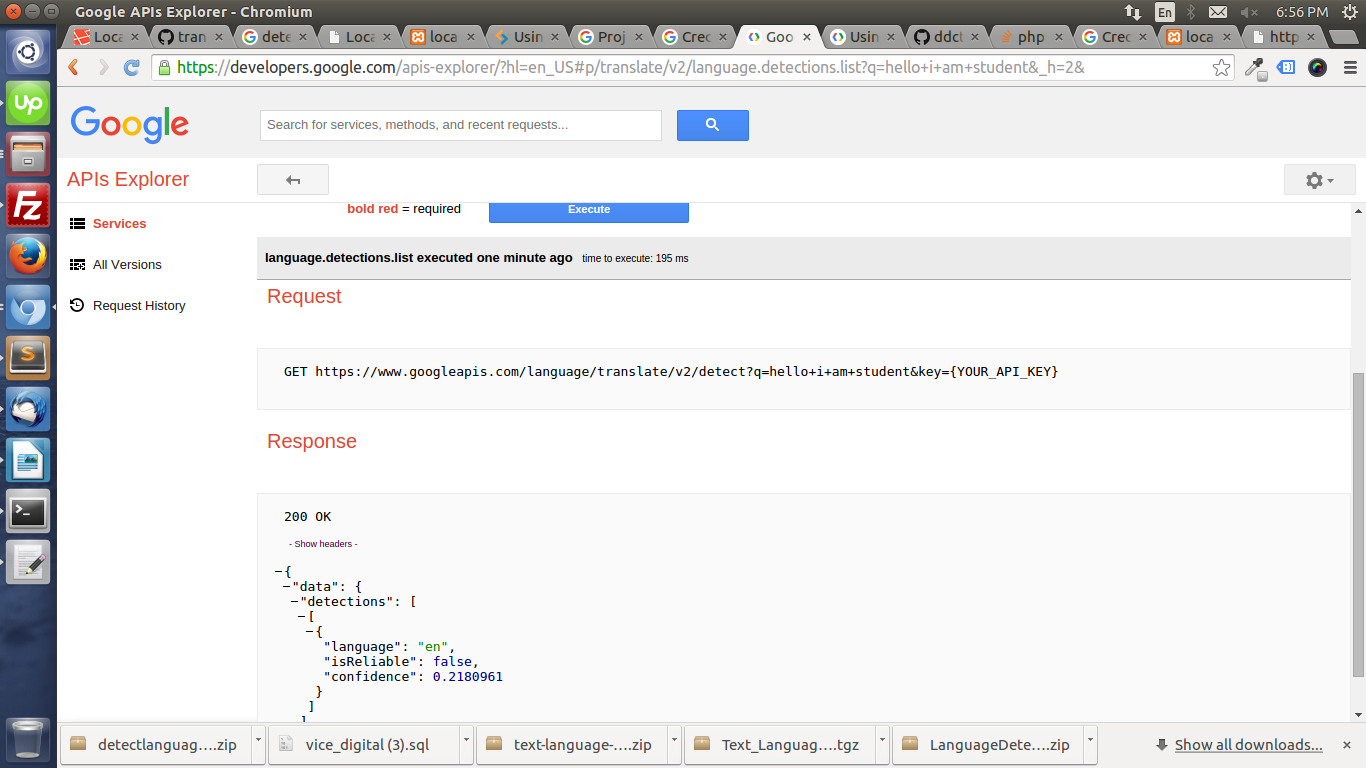 Google APIs Explorer - Chromium
En
6:56 PM
Loca
tran
dete
Loca
loca
Usin
Proj
Crec
Goo
Usin
ddct
php
Crec
loca
http
https://developers.google.com/apis-explorer/?hl=en_US#p/translate/v2/language.detections.list?q=hello+i+am+student&_h=2&
Google
Search for services, methods, and recent requests...
APIs Explorer
Services
All Versions
Request History
bold red = required
Execute
language.detections.list executed one minute ago time to execute: 195 ms
Request
GET https://www.googleapis.com/language/translate/v2/detect?q=hello+i+am+student&key={YOUR_API_KEY}
Response
200 OK
- Show headers -
{
"data": {
"detections": [
[
{
"language": "en",
"isReliable": false,
"confidence": 0.2180961
}
]
]
Up
Fz
S
>_
detectlanguag....zip
vice_digital (3).sql
text-language-....zip
Text_Languag....tgz
LanguageDete....zip
Show all downloads...